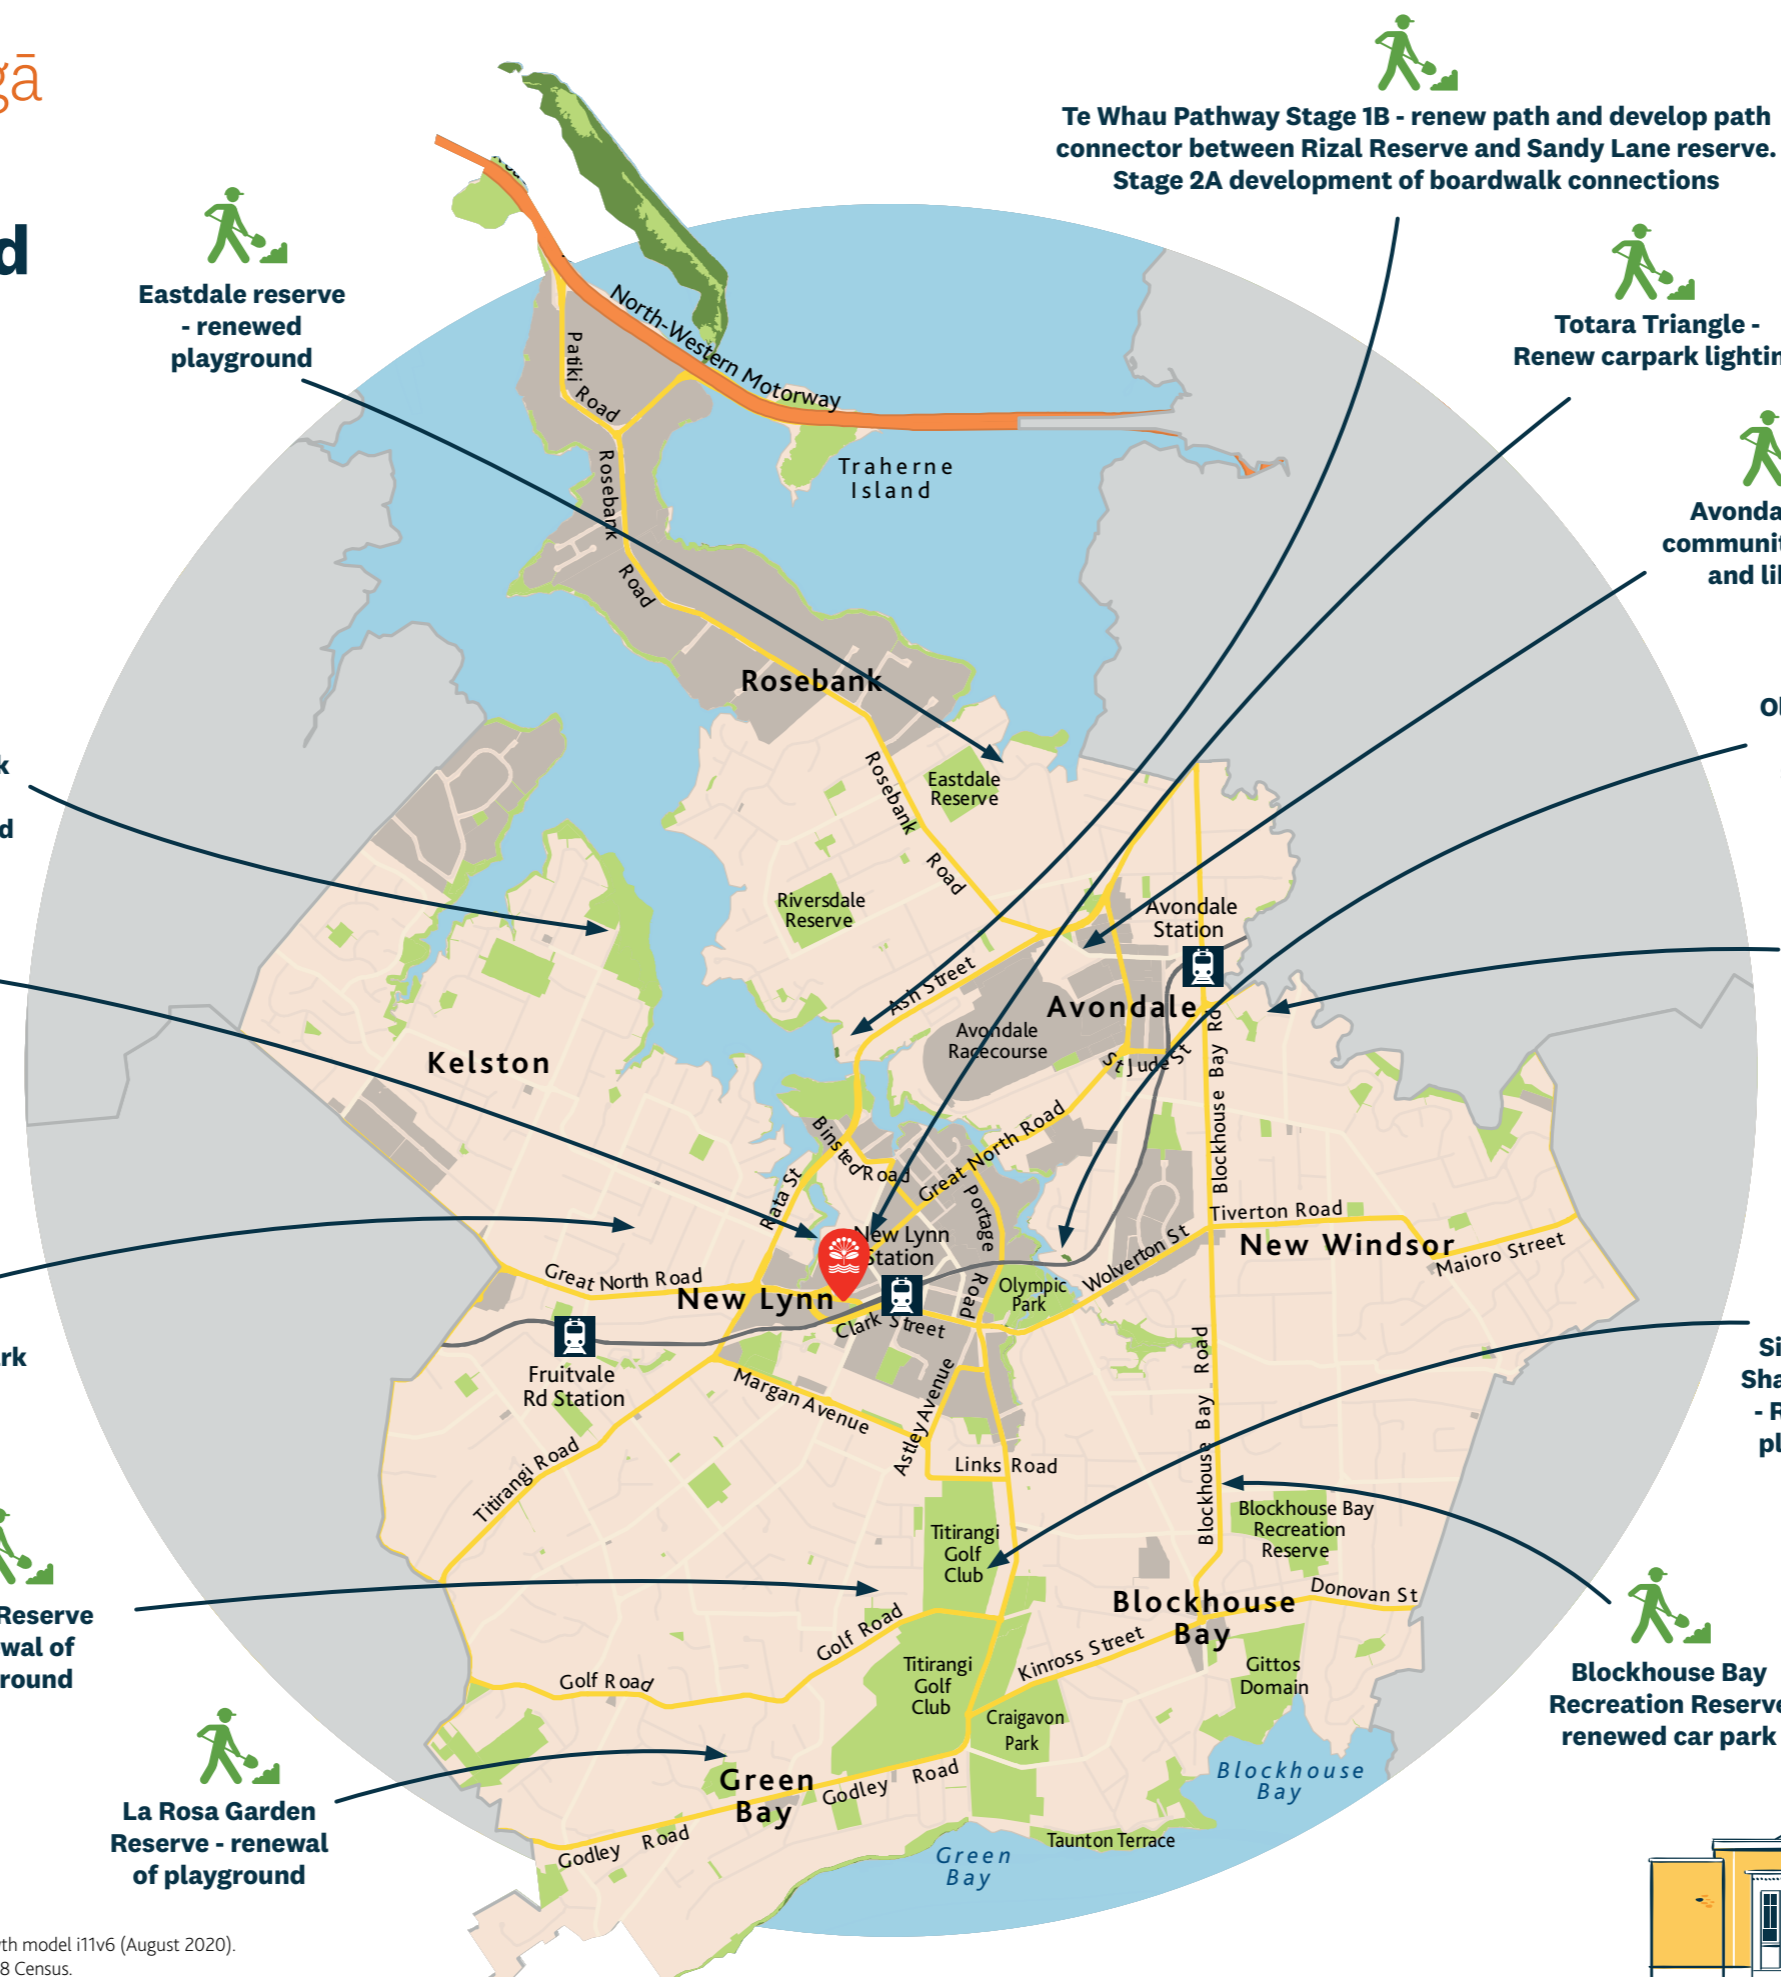 Te Whau Pathway Stage 1B - renew path and develop path
connector between Rizal Reserve and Sandy Lane reserve.
Stage 2A development of boardwalk connections
Eastdale reserve
- renewed
playground
Totara Triangle -
Renew carpark
and
Reserve
La Rosa Garden
Reserve - renewal
of playground
Blockhouse Bay
Recreation Reserve
renewed car park
North-Western Motorway
Patiki Road
Rosebank Road
Traherne
Island
Rosebank
Rosebank Road
Eastdale
Reserve
Riversdale
Reserve
Avondale
Station
Ash Street
Avondale
Avondale
Racecourse
St Jude St
Blockhouse Bay Rd
Kelston
Binsted Road
Great North Road
Rata St
Portage Road
New Lynn
Station
Tiverton Road
New Windsor
Maioro Street
Wolverton St
Great North Road
New Lynn
Olympic
Park
Clark Street
Fruitvale
Rd Station
Margan Avenue
Astley Avenue
Blockhouse Bay Road
Links Road
Titirangi Road
Titirangi
Golf
Club
Blockhouse Bay
Recreation
Reserve
Donovan St
Blockhouse
Bay
Golf Road
Kinross Street
Golf Road
Titirangi
Golf
Club
Gittos
Domain
Craigavon
Park
Green
Bay
Godley Road
Blockhouse
Bay
Godley Road
Taunton Terrace
Green
Bay
model i11v6 (August 2020).
Census.